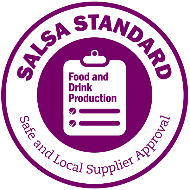 SALSA STANDARD
Food and
Drink
Production
Safe and Local Supplier Approval